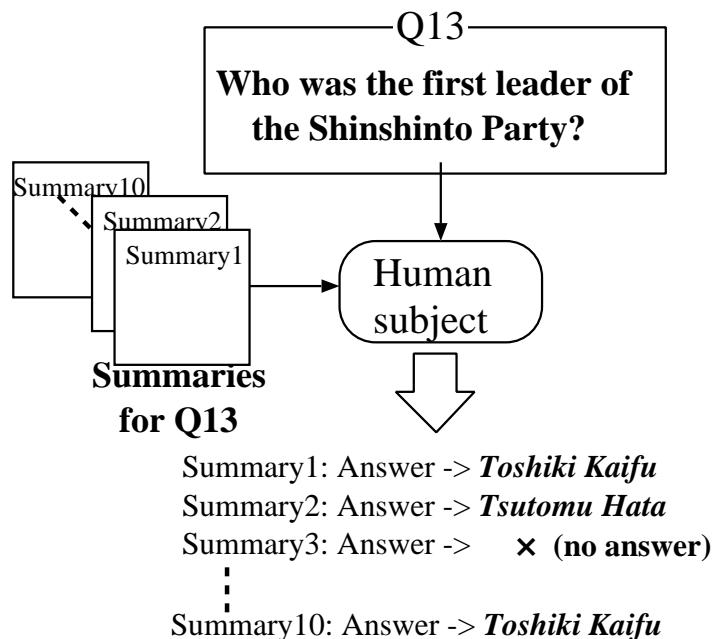 Q13
Who was the first leader of
the Shinshinto Party?
Summary10
Summary2
Summary1
Human
subject
Summaries
for Q13
Summary1: Answer -> Toshiki Kaifu
Summary2: Answer -> Tsutomu Hata
Summary3: Answer -> × (no answer)
Summary10: Answer -> Toshiki Kaifu